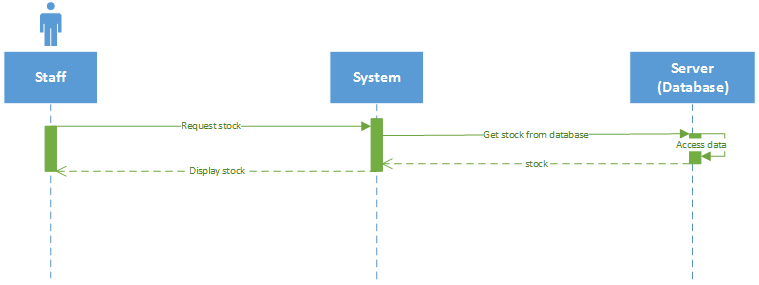 Staff
System
Server
(Database)
Request stock
Get stock from database
Access data
stock
Display stock